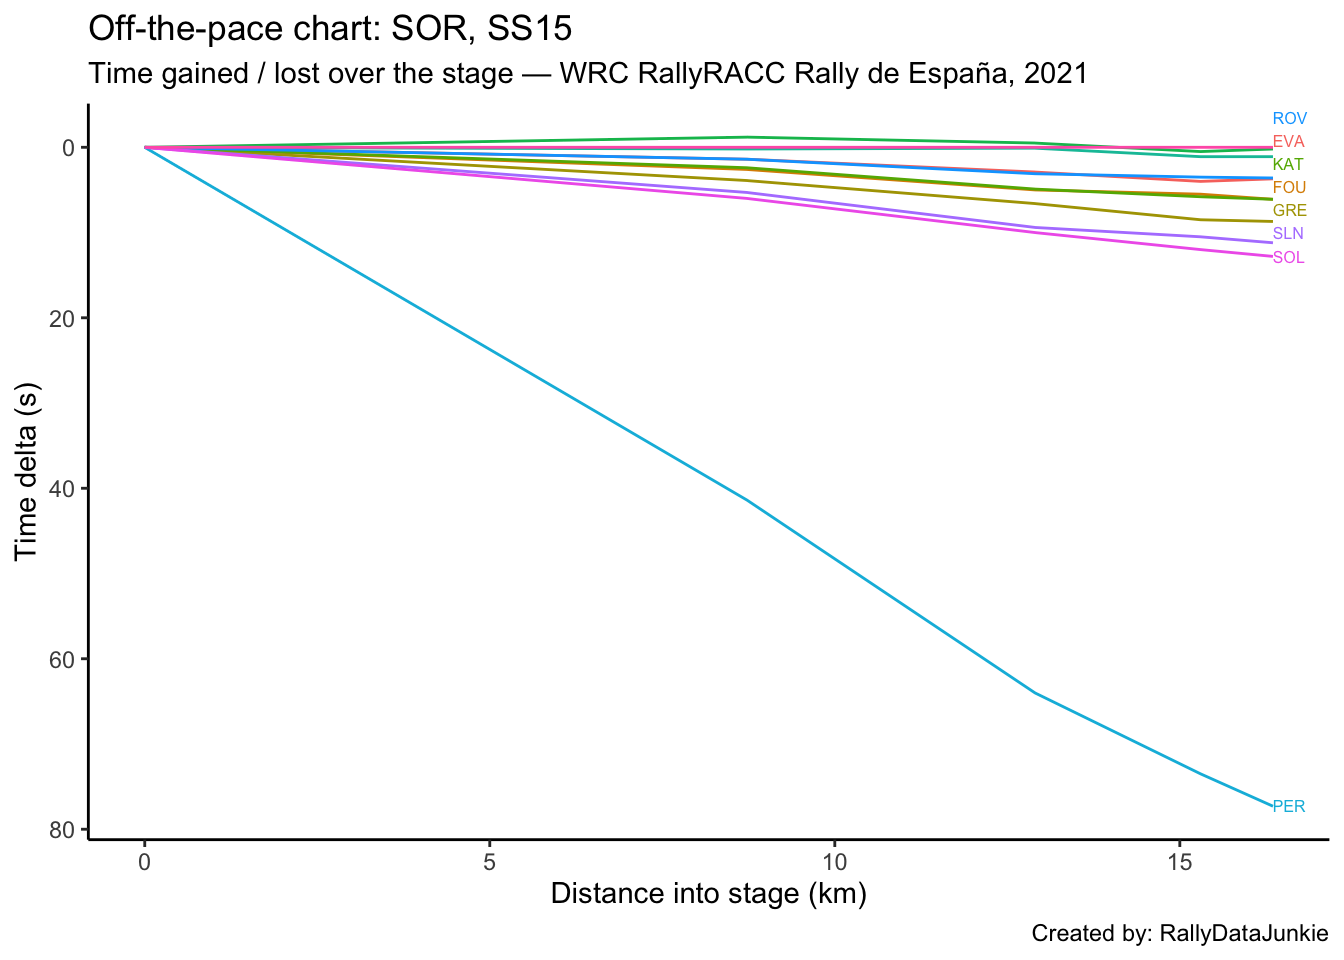 Off-the-pace chart: SOR, SS15
Time gained / lost over the stage — WRC RallyRACC Rally de España, 2021
ROV
0
EVA
KAT
FOU
GRE
SLN
SOL
20
40
60
80
PER
Time delta (s)
0 5 10 15
Distance into stage (km)
Created by: RallyDataJunkie